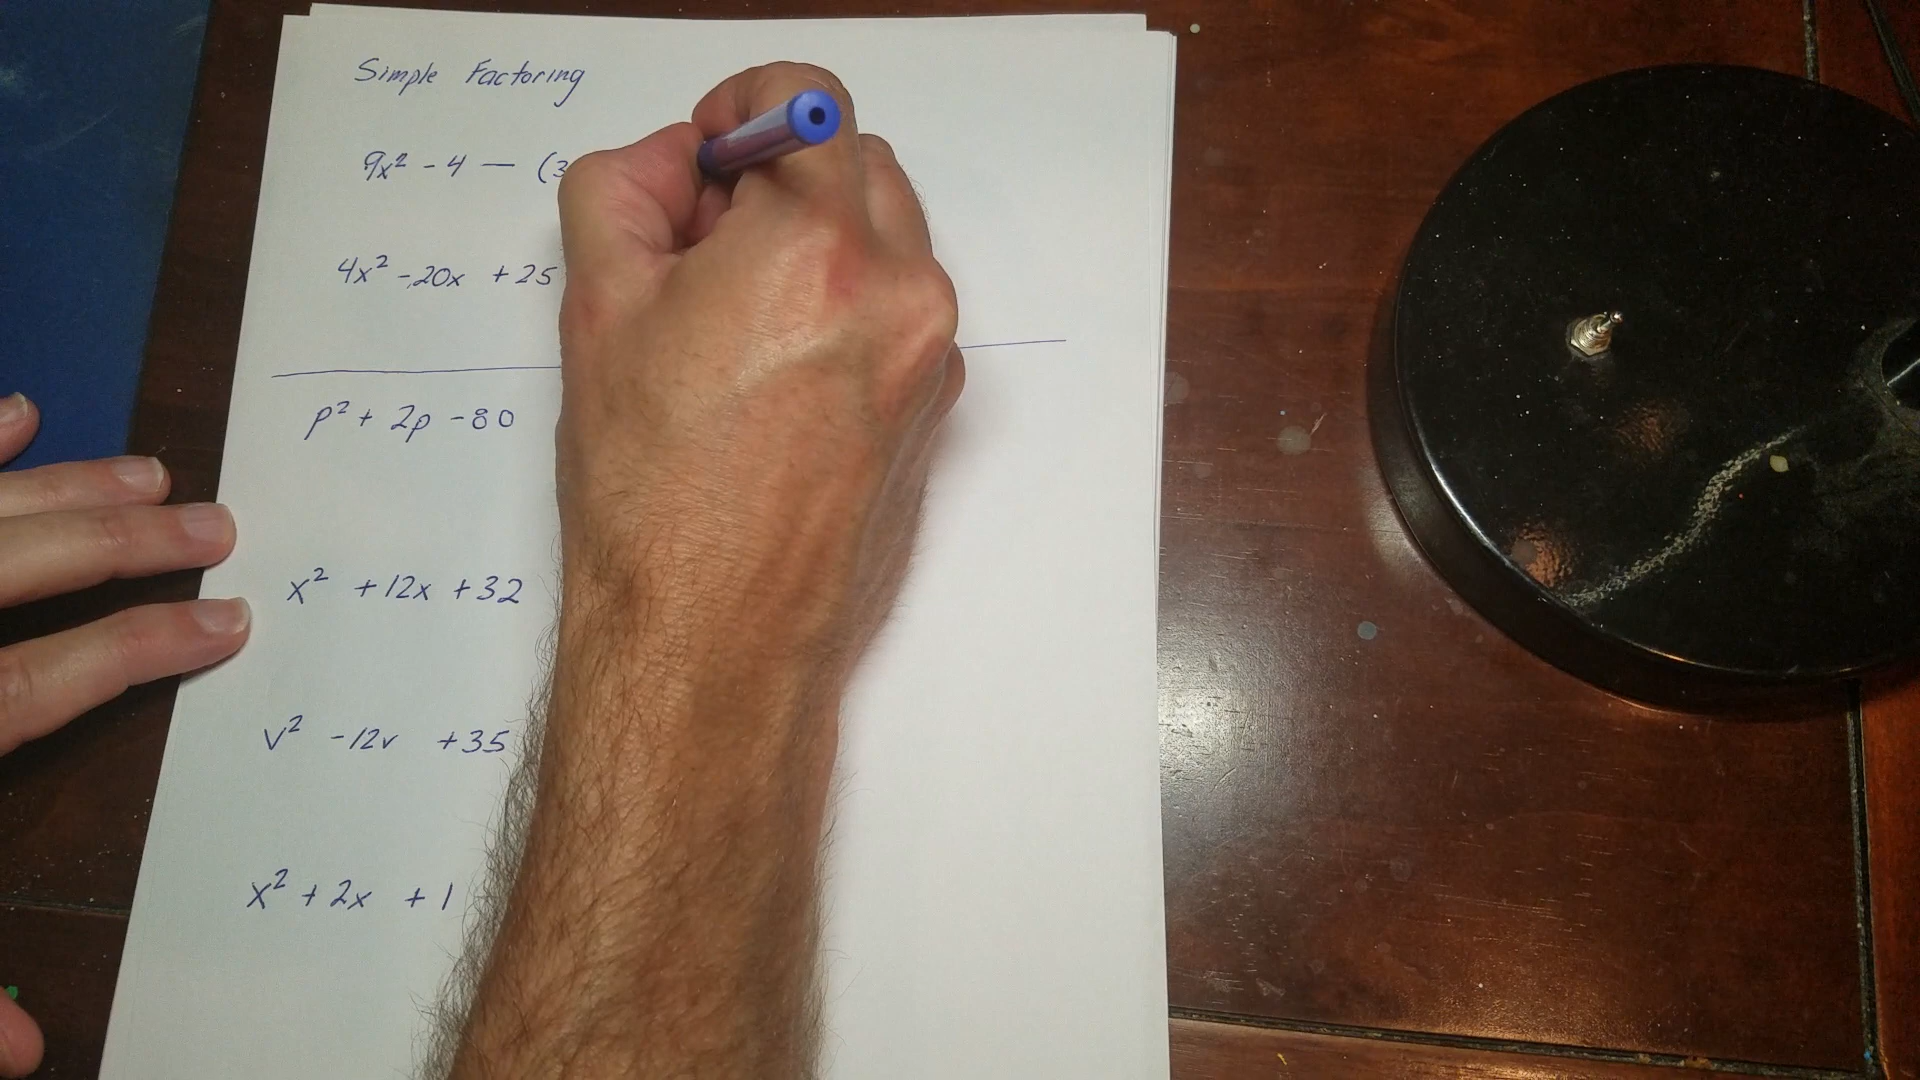 Simple Factoring
9x² - 4 — (3
4x² - 20x + 25
p² + 2p - 80
x² + 12x + 32
v² - 12v + 35
x² + 2x + 1